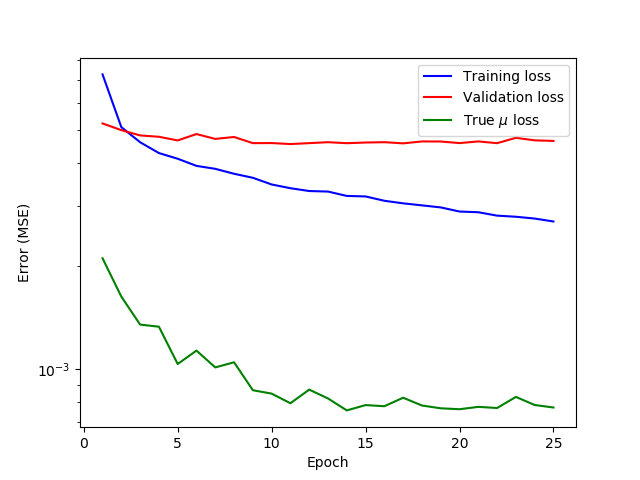 Training loss
Validation loss
True μ loss
Error (MSE)
10⁻³
0 5 10 15 20 25
Epoch